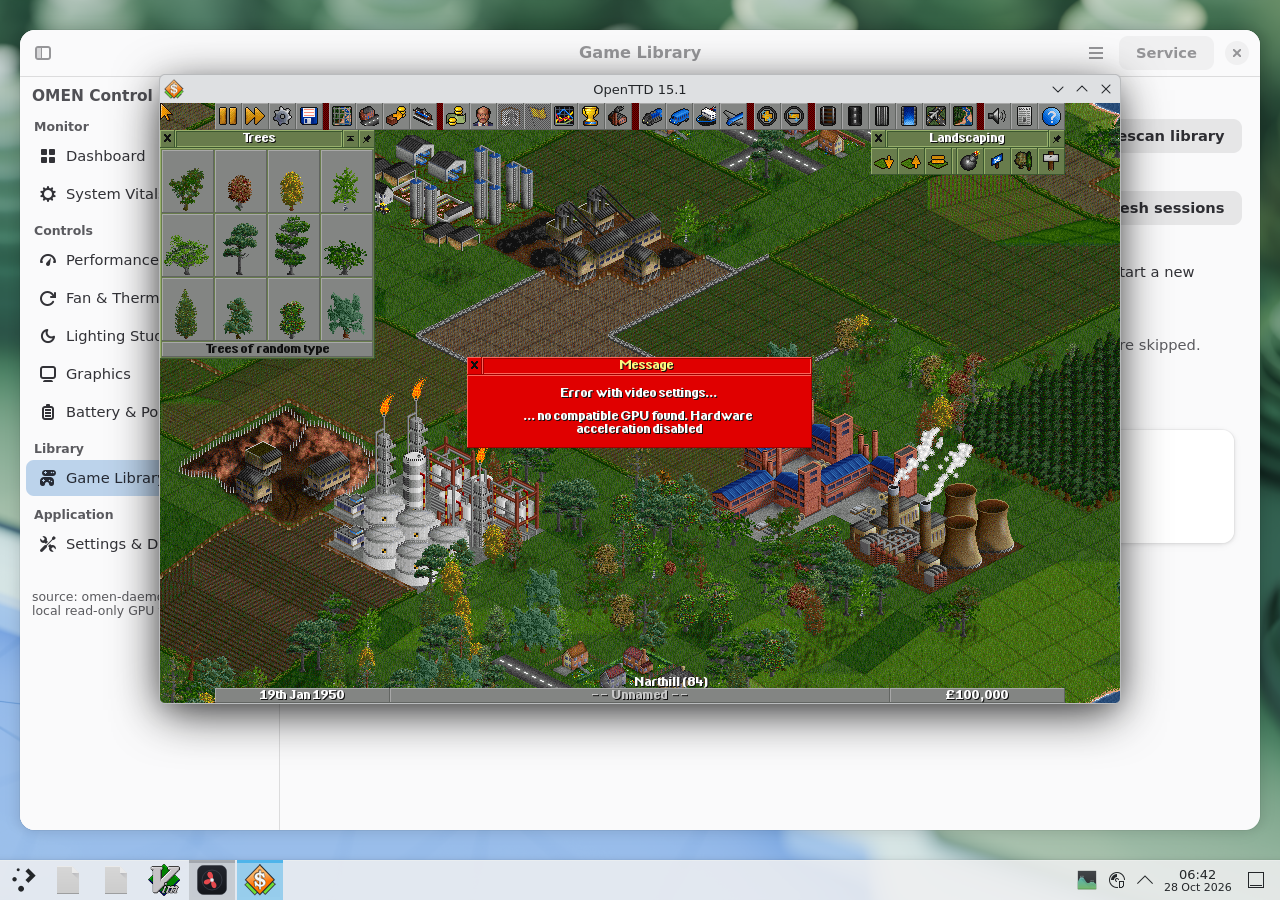 Game Library
Service
OMEN Control
Monitor
Dashboard
System Vital
Controls
Performance
Fan & Therm
Lighting Stud
Graphics
Battery & Po
Library
Game Library
Application
Settings & D
source: omen-daem
local read-only GPU
escan library
esh sessions
tart a new
re skipped.
OpenTTD 15.1
Trees
Landscaping
Trees of random type
Message
Error with video settings...
... no compatible GPU found. Hardware
acceleration disabled
Narthill (84)
19th Jan 1950
-- Unnamed --
£100,000
06:42
28 Oct 2026